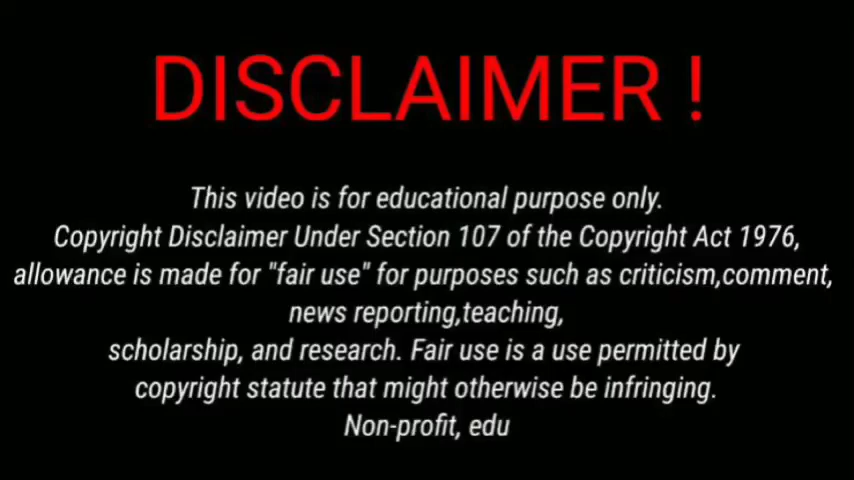 DISCLAIMER !
This video is for educational purpose only.
Copyright Disclaimer Under Section 107 of the Copyright Act 1976,
allowance is made for "fair use" for purposes such as criticism,comment,
news reporting,teaching,
scholarship, and research. Fair use is a use permitted by
copyright statute that might otherwise be infringing.
Non-profit, edu